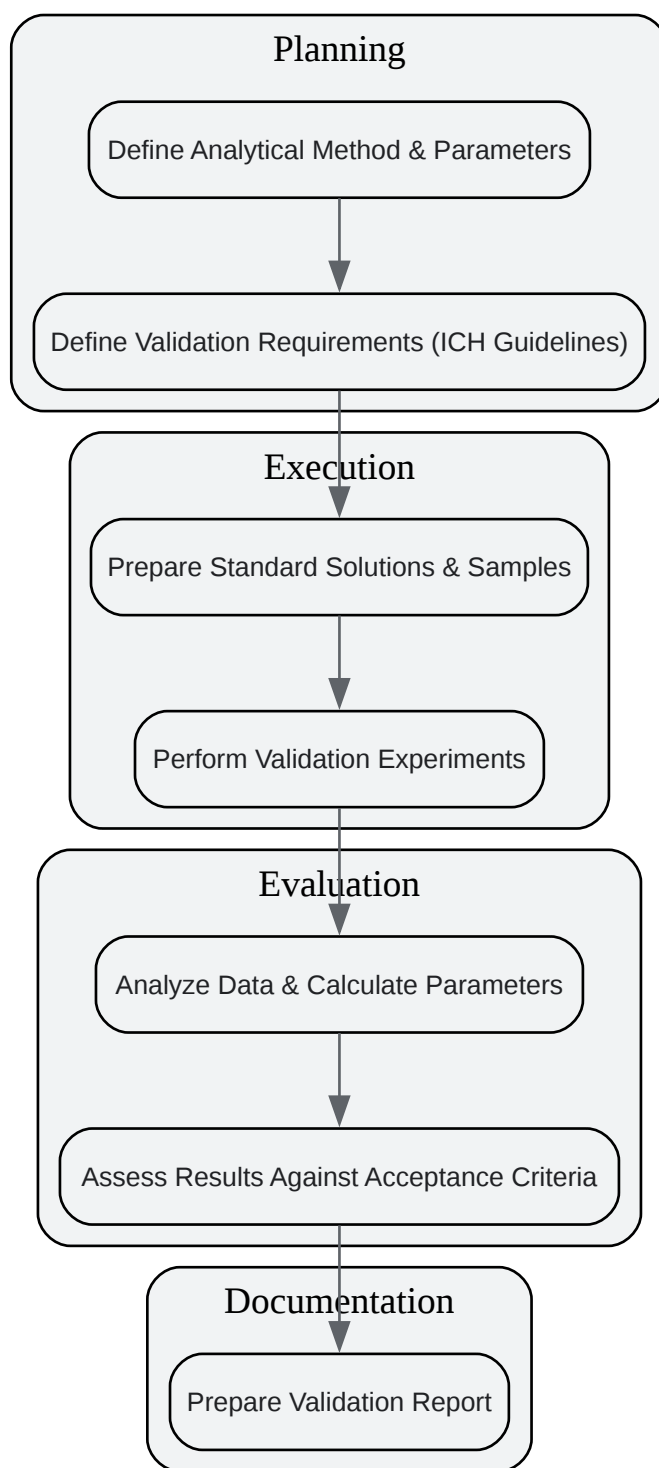 Planning
Define Analytical Method & Parameters
Define Validation Requirements (ICH Guidelines)
Execution
Prepare Standard Solutions & Samples
Perform Validation Experiments
Evaluation
Analyze Data & Calculate Parameters
Assess Results Against Acceptance Criteria
Documentation
Prepare Validation Report